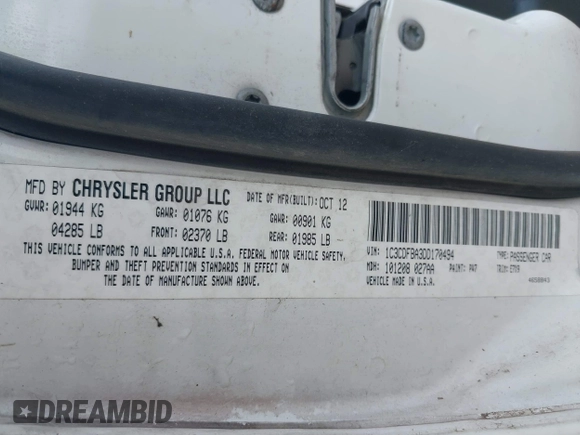 MFD BY CHRYSLER GROUP LLC
DATE OF MFR(BUILT): OCT 12
GVWR: 01944 KG GAWR: 01076 KG GAWR: 00901 KG
04285 LB FRONT: 02370 LB REAR: 01985 LB
THIS VEHICLE CONFORMS TO ALL APPLICABLE U.S.A. FEDERAL MOTOR VEHICLE SAFETY,
BUMPER AND THEFT PREVENTION STANDARDS IN EFFECT ON
THE DATE OF MANUFACTURE SHOWN ABOVE.
VIN: 1C3CDFBA3DD170494 TYPE: PASSENGER CAR
MDH: 101208 027AA PAINT: PW7 TRIM:
VEHICLE MADE IN U.S.A.
DREAMBID